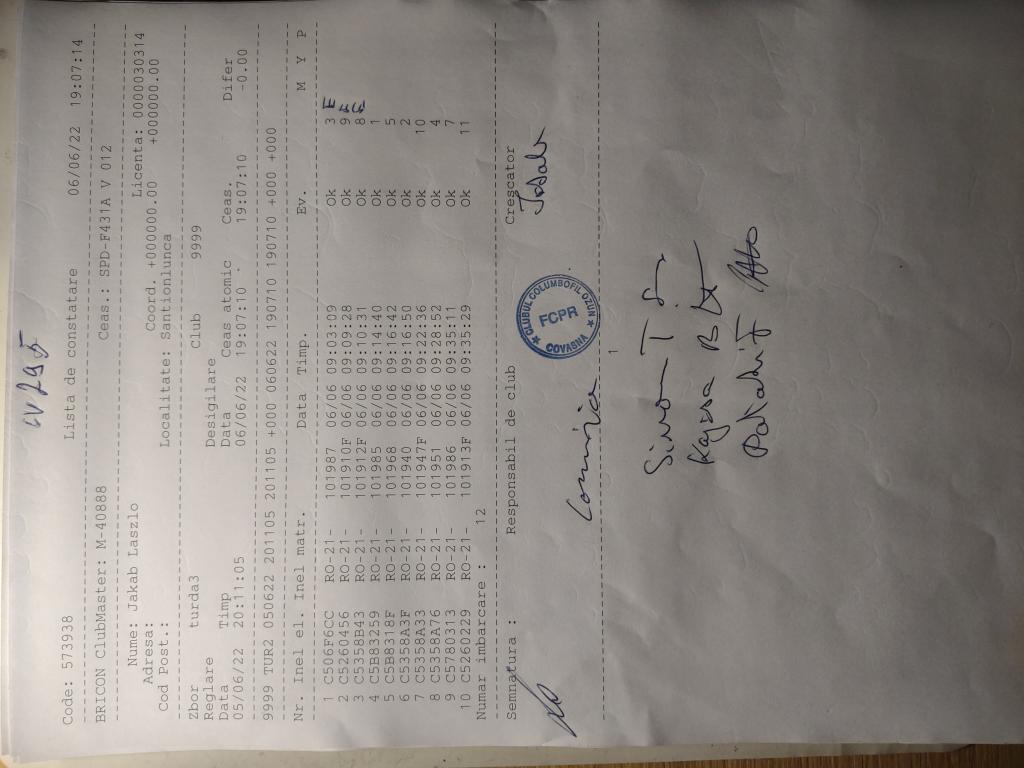 Code: 573938 Lista de constatare 06/06/22 19:07:14
BRICON ClubMaster: M-40888 Ceas.: SPD-F431A V 012
Nume: Jakab Laszlo Licenta: 0000030314
Adresa: Coord. +000000.00 +000000.00
Cod Post.: Localitate: Santionlunca
Zbor turda3 Club 9999
Reglare Desigilare
Data Timp Data Ceas atomic Ceas. Difer
05/06/22 20:11:05 06/06/22 19:07:10 19:07:10 -0.00
9999 TUR2 050622 201105 201105 +000 060622 190710 190710 +000 +000
Nr. Inel el. Inel matr. Data Timp. Ev. M Y P
1 C506F6CC RO-21- 101987 06/06 09:03:09 Ok 3 F
2 C5260456 RO-21- 101910F 06/06 09:09:28 Ok 9 F
3 C5358B43 RO-21- 101912F 06/06 09:10:31 Ok 8 F
4 C5B83259 RO-21- 101985 06/06 09:14:40 Ok 1
5 C5B8318F RO-21- 101968 06/06 09:16:42 Ok 5
6 C5358A3F RO-21- 101940 06/06 09:16:50 Ok 2
7 C5358A33 RO-21- 101947F 06/06 09:22:36 Ok 10
8 C5358A76 RO-21- 101951 06/06 09:28:52 Ok 4
9 C5780313 RO-21- 101986 06/06 09:35:11 Ok 7
10 C5260229 RO-21- 101913F 06/06 09:35:29 Ok 11
Numar imbarcare : 12
Semnatura : Responsabil de club Crescator
CLUBUL COLUMBOFIL OZUN
FCPR
COVASNA
1